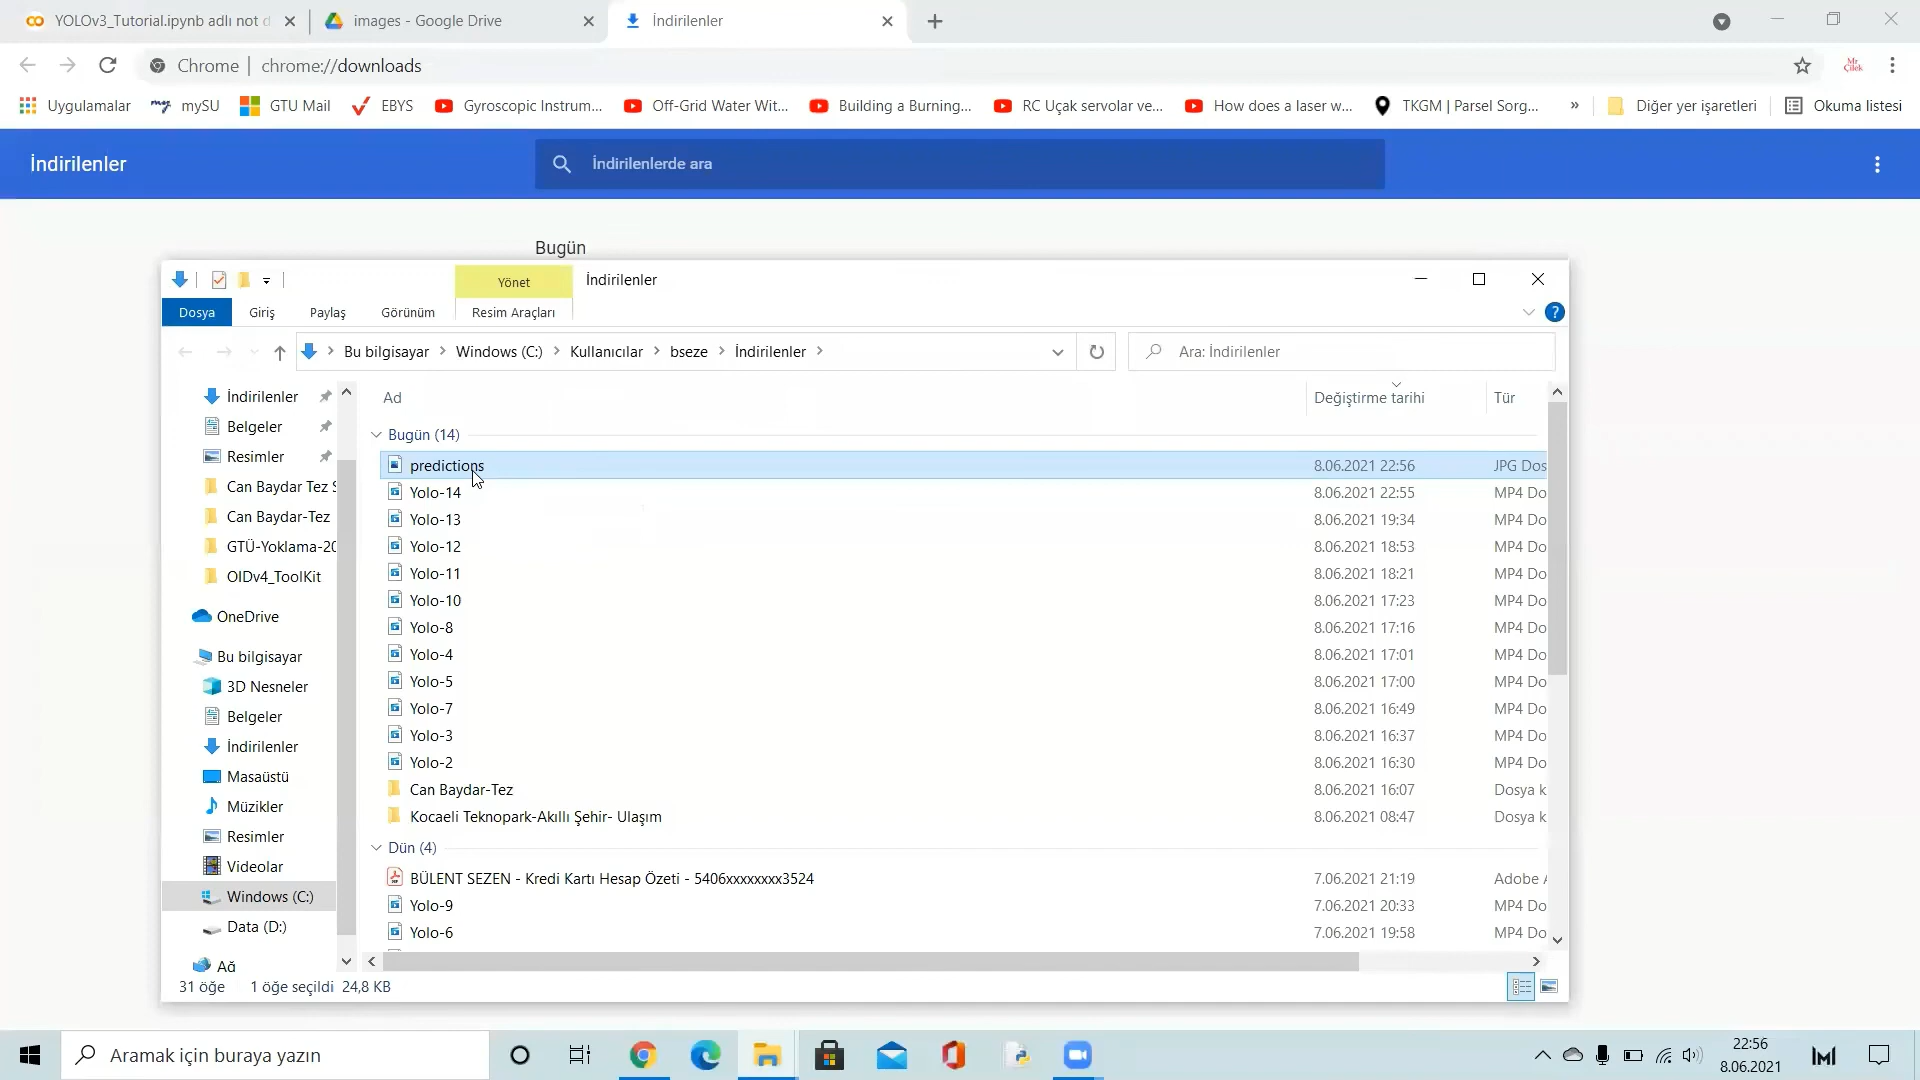 YOLOv3_Tutorial.ipynb adlı not d
images - Google Drive
İndirilenler
Chrome | chrome://downloads
Mr Çilek
Uygulamalar
mySU
GTU Mail
EBYS
Gyroscopic Instrum...
Off-Grid Water Wit...
Building a Burning...
RC Uçak servolar ve...
How does a laser w...
TKGM | Parsel Sorg...
»
Diğer yer işaretleri
Okuma listesi
İndirilenler
İndirilenlerde ara
Bugün
Yönet
İndirilenler
Dosya
Giriş
Paylaş
Görünüm
Resim Araçları
Bu bilgisayar > Windows (C:) > Kullanıcılar > bseze > İndirilenler >
Ara: İndirilenler
İndirilenler
Belgeler
Resimler
Can Baydar Tez S
Can Baydar-Tez
GTÜ-Yoklama-20
OIDv4_ToolKit
OneDrive
Bu bilgisayar
3D Nesneler
Belgeler
İndirilenler
Masaüstü
Müzikler
Resimler
Videolar
Windows (C:)
Data (D:)
Ağ
Ad Değiştirme tarihi Tür
Bugün (14)
predictions 8.06.2021 22:56 JPG Dos
Yolo-14 8.06.2021 22:55 MP4 Do
Yolo-13 8.06.2021 19:34 MP4 Do
Yolo-12 8.06.2021 18:53 MP4 Do
Yolo-11 8.06.2021 18:21 MP4 Do
Yolo-10 8.06.2021 17:23 MP4 Do
Yolo-8 8.06.2021 17:16 MP4 Do
Yolo-4 8.06.2021 17:01 MP4 Do
Yolo-5 8.06.2021 17:00 MP4 Do
Yolo-7 8.06.2021 16:49 MP4 Do
Yolo-3 8.06.2021 16:37 MP4 Do
Yolo-2 8.06.2021 16:30 MP4 Do
Can Baydar-Tez 8.06.2021 16:07 Dosya k
Kocaeli Teknopark-Akıllı Şehir- Ulaşım 8.06.2021 08:47 Dosya k
Dün (4)
BÜLENT SEZEN - Kredi Kartı Hesap Özeti - 5406xxxxxxxx3524 7.06.2021 21:19 Adobe A
Yolo-9 7.06.2021 20:33 MP4 Do
Yolo-6 7.06.2021 19:58 MP4 Do
31 öğe 1 öğe seçildi 24,8 KB
Aramak için buraya yazın
22:56
8.06.2021